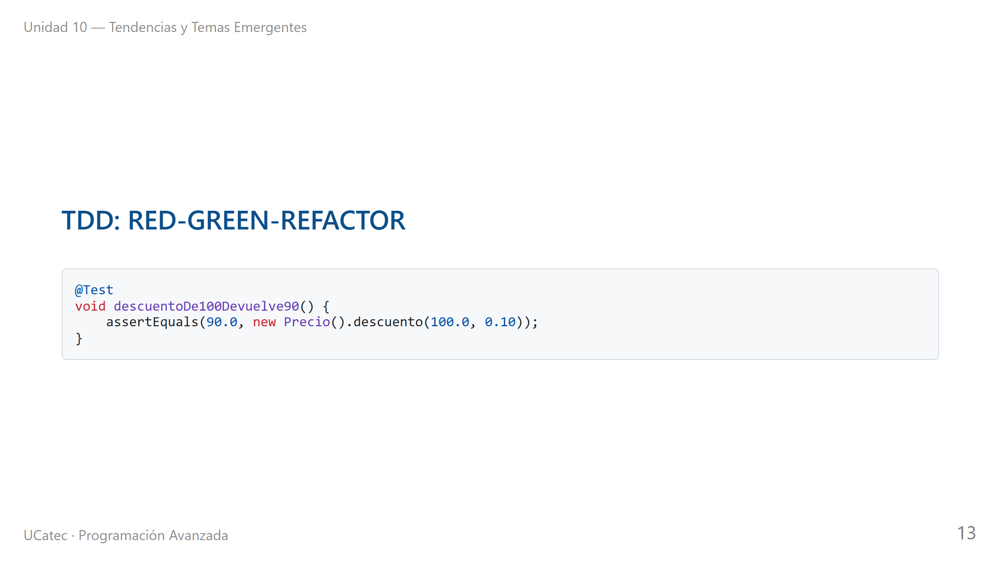 Unidad 10 — Tendencias y Temas Emergentes
TDD: RED-GREEN-REFACTOR
@Test
void descuentoDe100Devuelve90() {
    assertEquals(90.0, new Precio().descuento(100.0, 0.10));
}
UCatec · Programación Avanzada
13